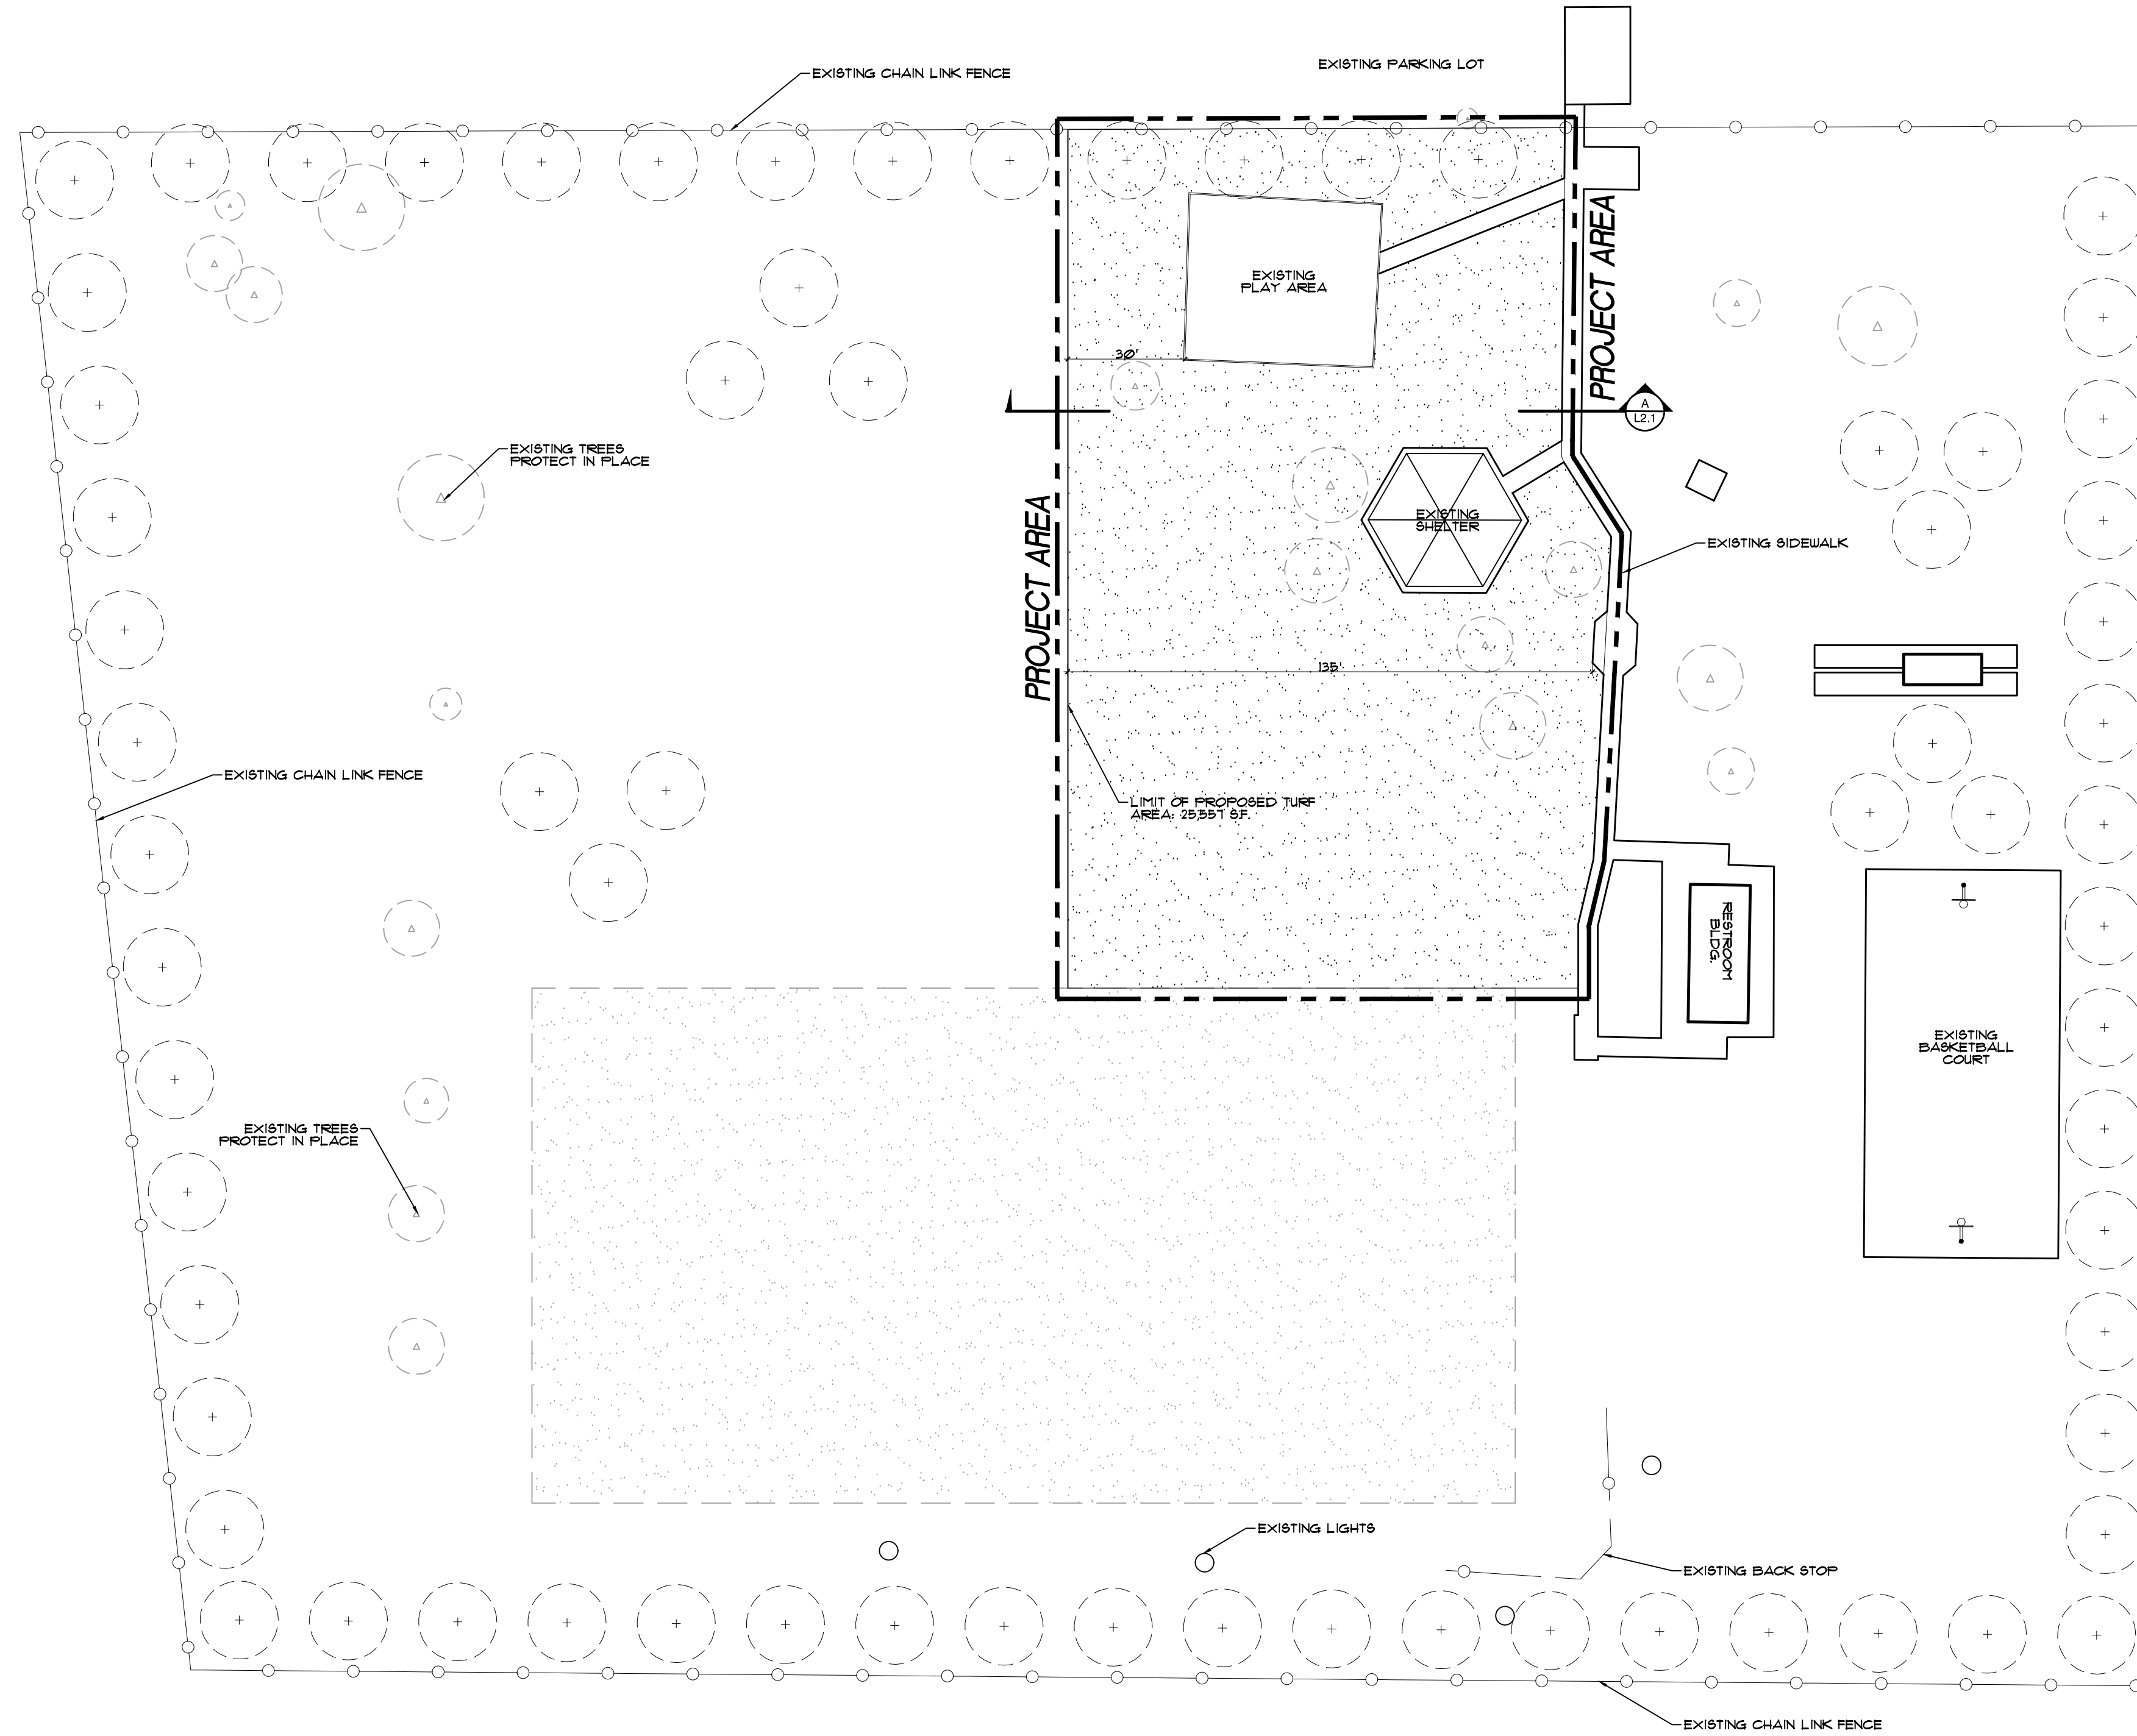 EXISTING PARKING LOT
EXISTING CHAIN LINK FENCE
PROJECT AREA
EXISTING
PLAY AREA
30'
A
L2.1
EXISTING TREES
PROTECT IN PLACE
PROJECT AREA
EXISTING
SHELTER
EXISTING SIDEWALK
135'
EXISTING CHAIN LINK FENCE
LIMIT OF PROPOSED TURF
AREA: 25,557 S.F.
RESTROOM
BLDG.
EXISTING
BASKETBALL
COURT
EXISTING TREES
PROTECT IN PLACE
EXISTING LIGHTS
EXISTING BACK STOP
EXISTING CHAIN LINK FENCE